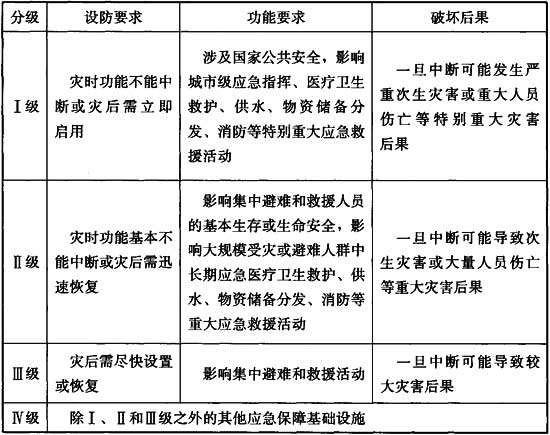 分级 设防要求 功能要求 破坏后果
Ⅰ级
灾时功能不能中
断或灾后需立即
启用
涉及国家公共安全，影响
城市级应急指挥、医疗卫生
救护、供水、物资储备分
发、消防等特别重大应急救
援活动
一旦中断可能发生严
重次生灾害或重大人员
伤亡等特别重大灾害
后果
Ⅱ级
灾时功能基本不
能中断或灾后需迅
速恢复
影响集中避难和救援人员
的基本生存或生命安全，影
响大规模受灾或避难人群中
长期应急医疗卫生救护、供
水、物资储备分发、消防等
重大应急救援活动
一旦中断可能导致次
生灾害或大量人员伤亡
等重大灾害后果
Ⅲ级
灾后需尽快设置
或恢复
影响集中避难和救援活动
一旦中断可能导致较
大灾害后果
Ⅳ级 除Ⅰ、Ⅱ和Ⅲ级之外的其他应急保障基础设施